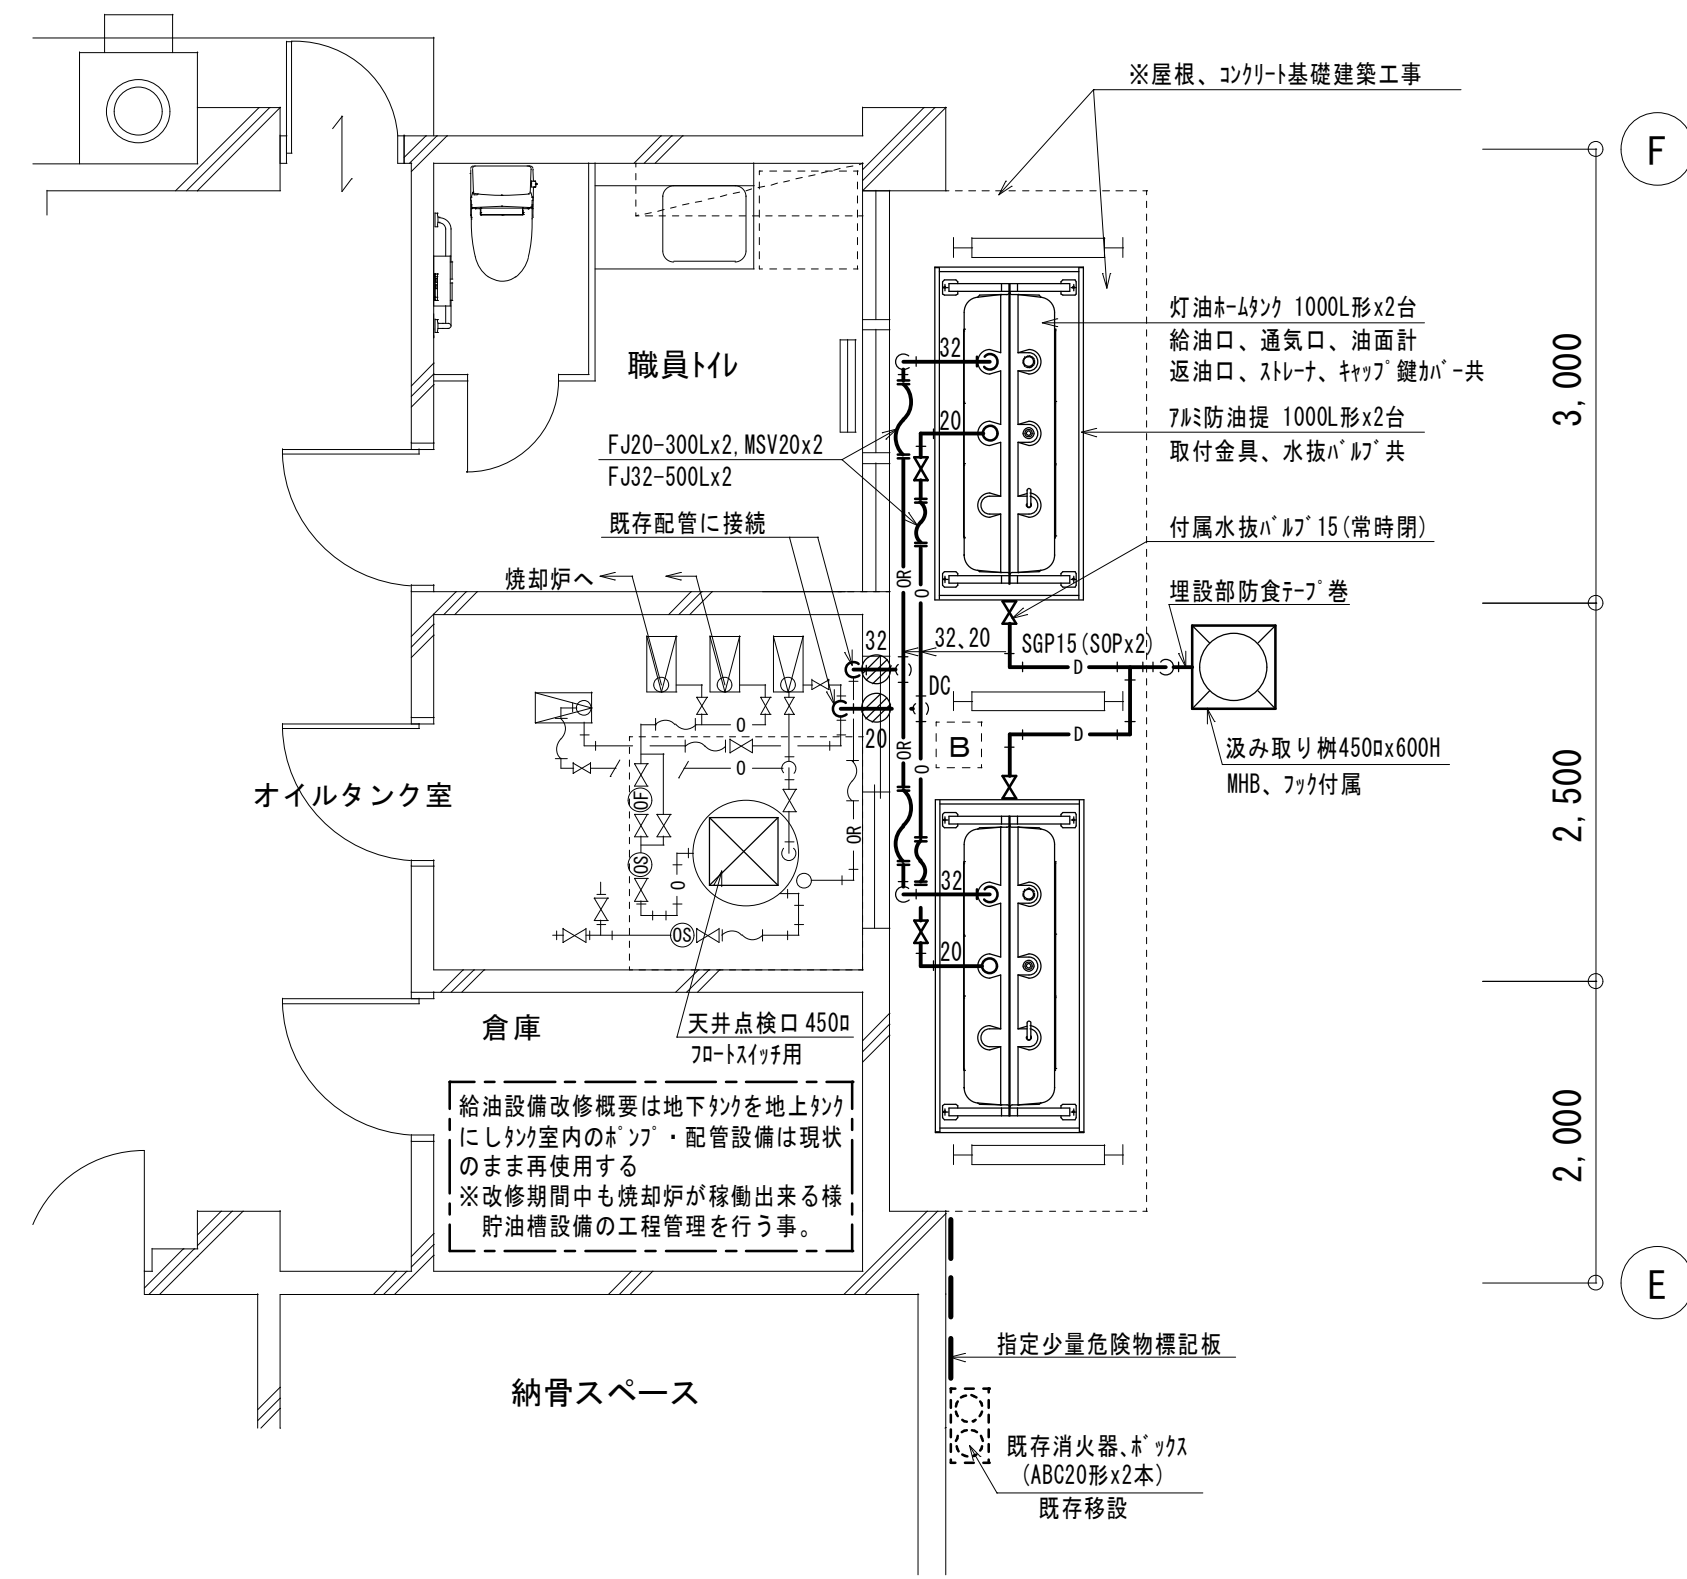 ※屋根、ｺﾝｸﾘｰﾄ基礎建築工事
F
灯油ﾎｰﾑﾀﾝｸ 1000L形x2台
給油口、通気口、油面計
返油口、ｽﾄﾚｰﾅ、ｷｬｯﾌﾟ鍵ｶﾊﾞｰ共
ｱﾙﾐ防油提 1000L形x2台
取付金具、水抜ﾊﾞﾙﾌﾞ共
3,000
32
20
職員ﾄｲﾚ
FJ20-300Lx2,MSV20x2
FJ32-500Lx2
既存配管に接続
焼却炉へ
付属水抜ﾊﾞﾙﾌﾞ15(常時閉)
埋設部防食ﾃｰﾌﾟ巻
OR
O
32
32、20
SGP15(SOPx2)
D
DC
20
B
D
汲み取り桝450ロx600H
MHB、ﾌｯｸ付属
2,500
オイルタンク室
O
O
OF
OS
O
OS
OR
OR
O
32
20
倉庫
天井点検口 450ロ
ﾌﾛｰﾄｽｲｯﾁ用
給油設備改修概要は地下ﾀﾝｸを地上ﾀﾝｸ
にしﾀﾝｸ室内のﾎﾟﾝﾌﾟ・配管設備は現状
のまま再使用する
※改修期間中も焼却炉が稼働出来る様
貯油槽設備の工程管理を行う事。
2,000
E
指定少量危険物標記板
納骨スペース
既存消火器、ﾎﾞｯｸｽ
(ABC20形x2本)
既存移設